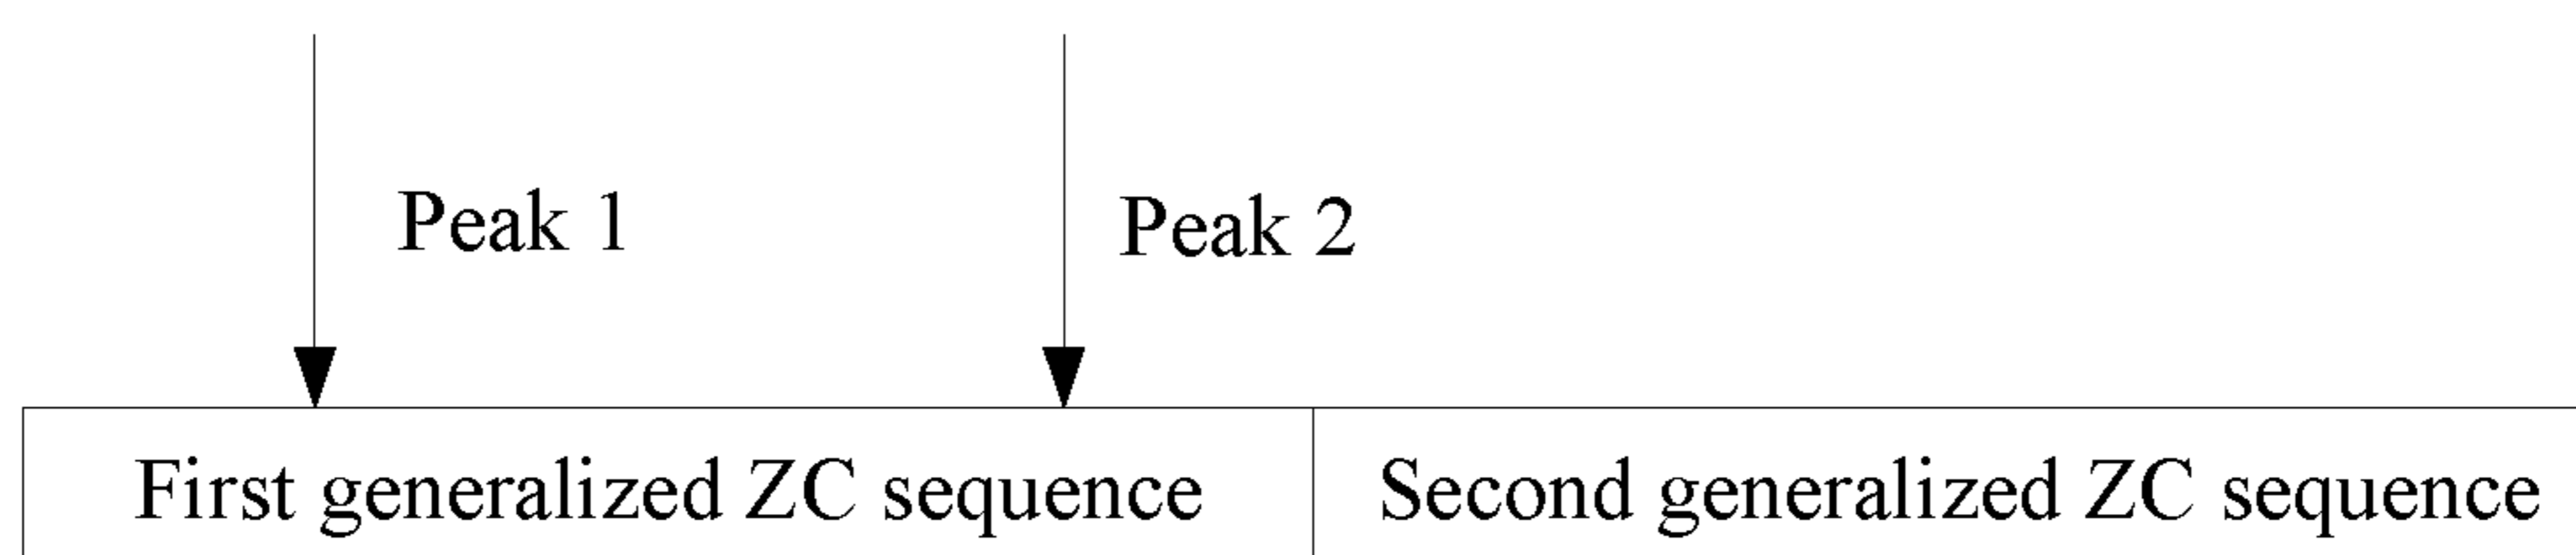 Peak 1
Peak 2
First generalized ZC sequence
Second generalized ZC sequence